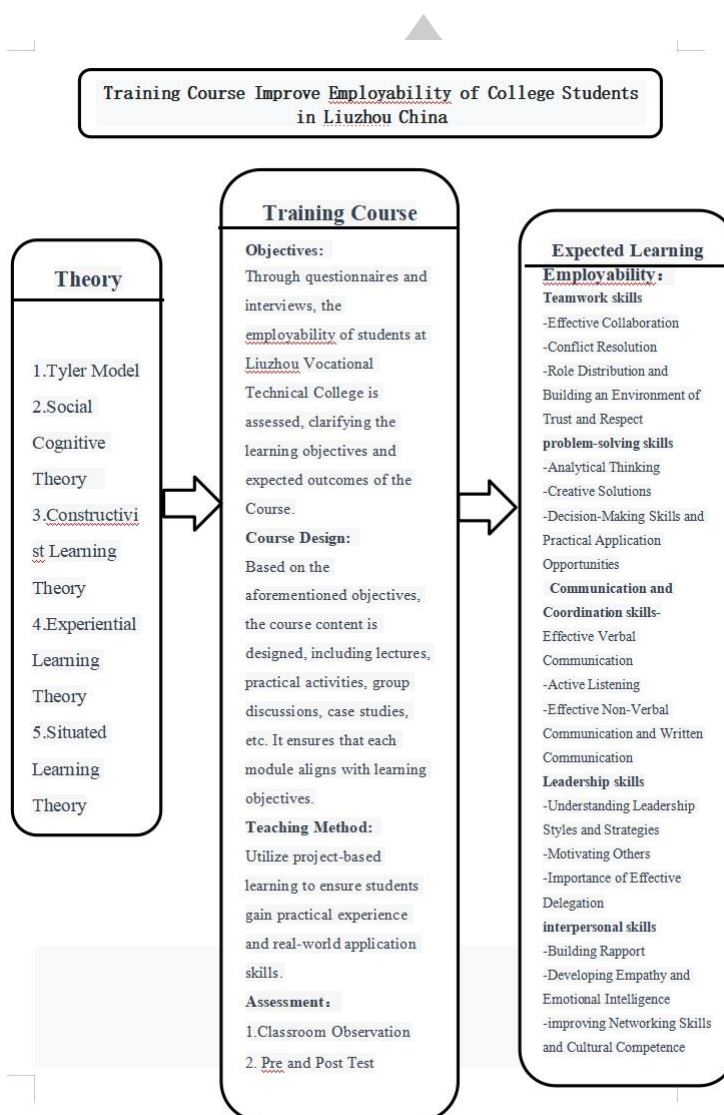 Training Course Improve Employability of College Students
in Liuzhou China
Theory
1.Tyler Model
2.Social
Cognitive
Theory
3.Constructivi
st Learning
Theory
4.Experiential
Learning
Theory
5.Situated
Learning
Theory
Training Course
Objectives:
Through questionnaires and
interviews, the
employability of students at
Liuzhou Vocational
Technical College is
assessed, clarifying the
learning objectives and
expected outcomes of the
Course.
Course Design:
Based on the
aforementioned objectives,
the course content is
designed, including lectures,
practical activities, group
discussions, case studies,
etc. It ensures that each
module aligns with learning
objectives.
Teaching Method:
Utilize project-based
learning to ensure students
gain practical experience
and real-world application
skills.
Assessment：
1.Classroom Observation
2. Pre and Post Test
Expected Learning
Employability：
Teamwork skills
-Effective Collaboration
-Conflict Resolution
-Role Distribution and
Building an Environment of
Trust and Respect
problem-solving skills
-Analytical Thinking
-Creative Solutions
-Decision-Making Skills and
Practical Application
Opportunities
Communication and
Coordination skills-
Effective Verbal
Communication
-Active Listening
-Effective Non-Verbal
Communication and Written
Communication
Leadership skills
-Understanding Leadership
Styles and Strategies
-Motivating Others
-Importance of Effective
Delegation
interpersonal skills
-Building Rapport
-Developing Empathy and
Emotional Intelligence
-improving Networking Skills
and Cultural Competence